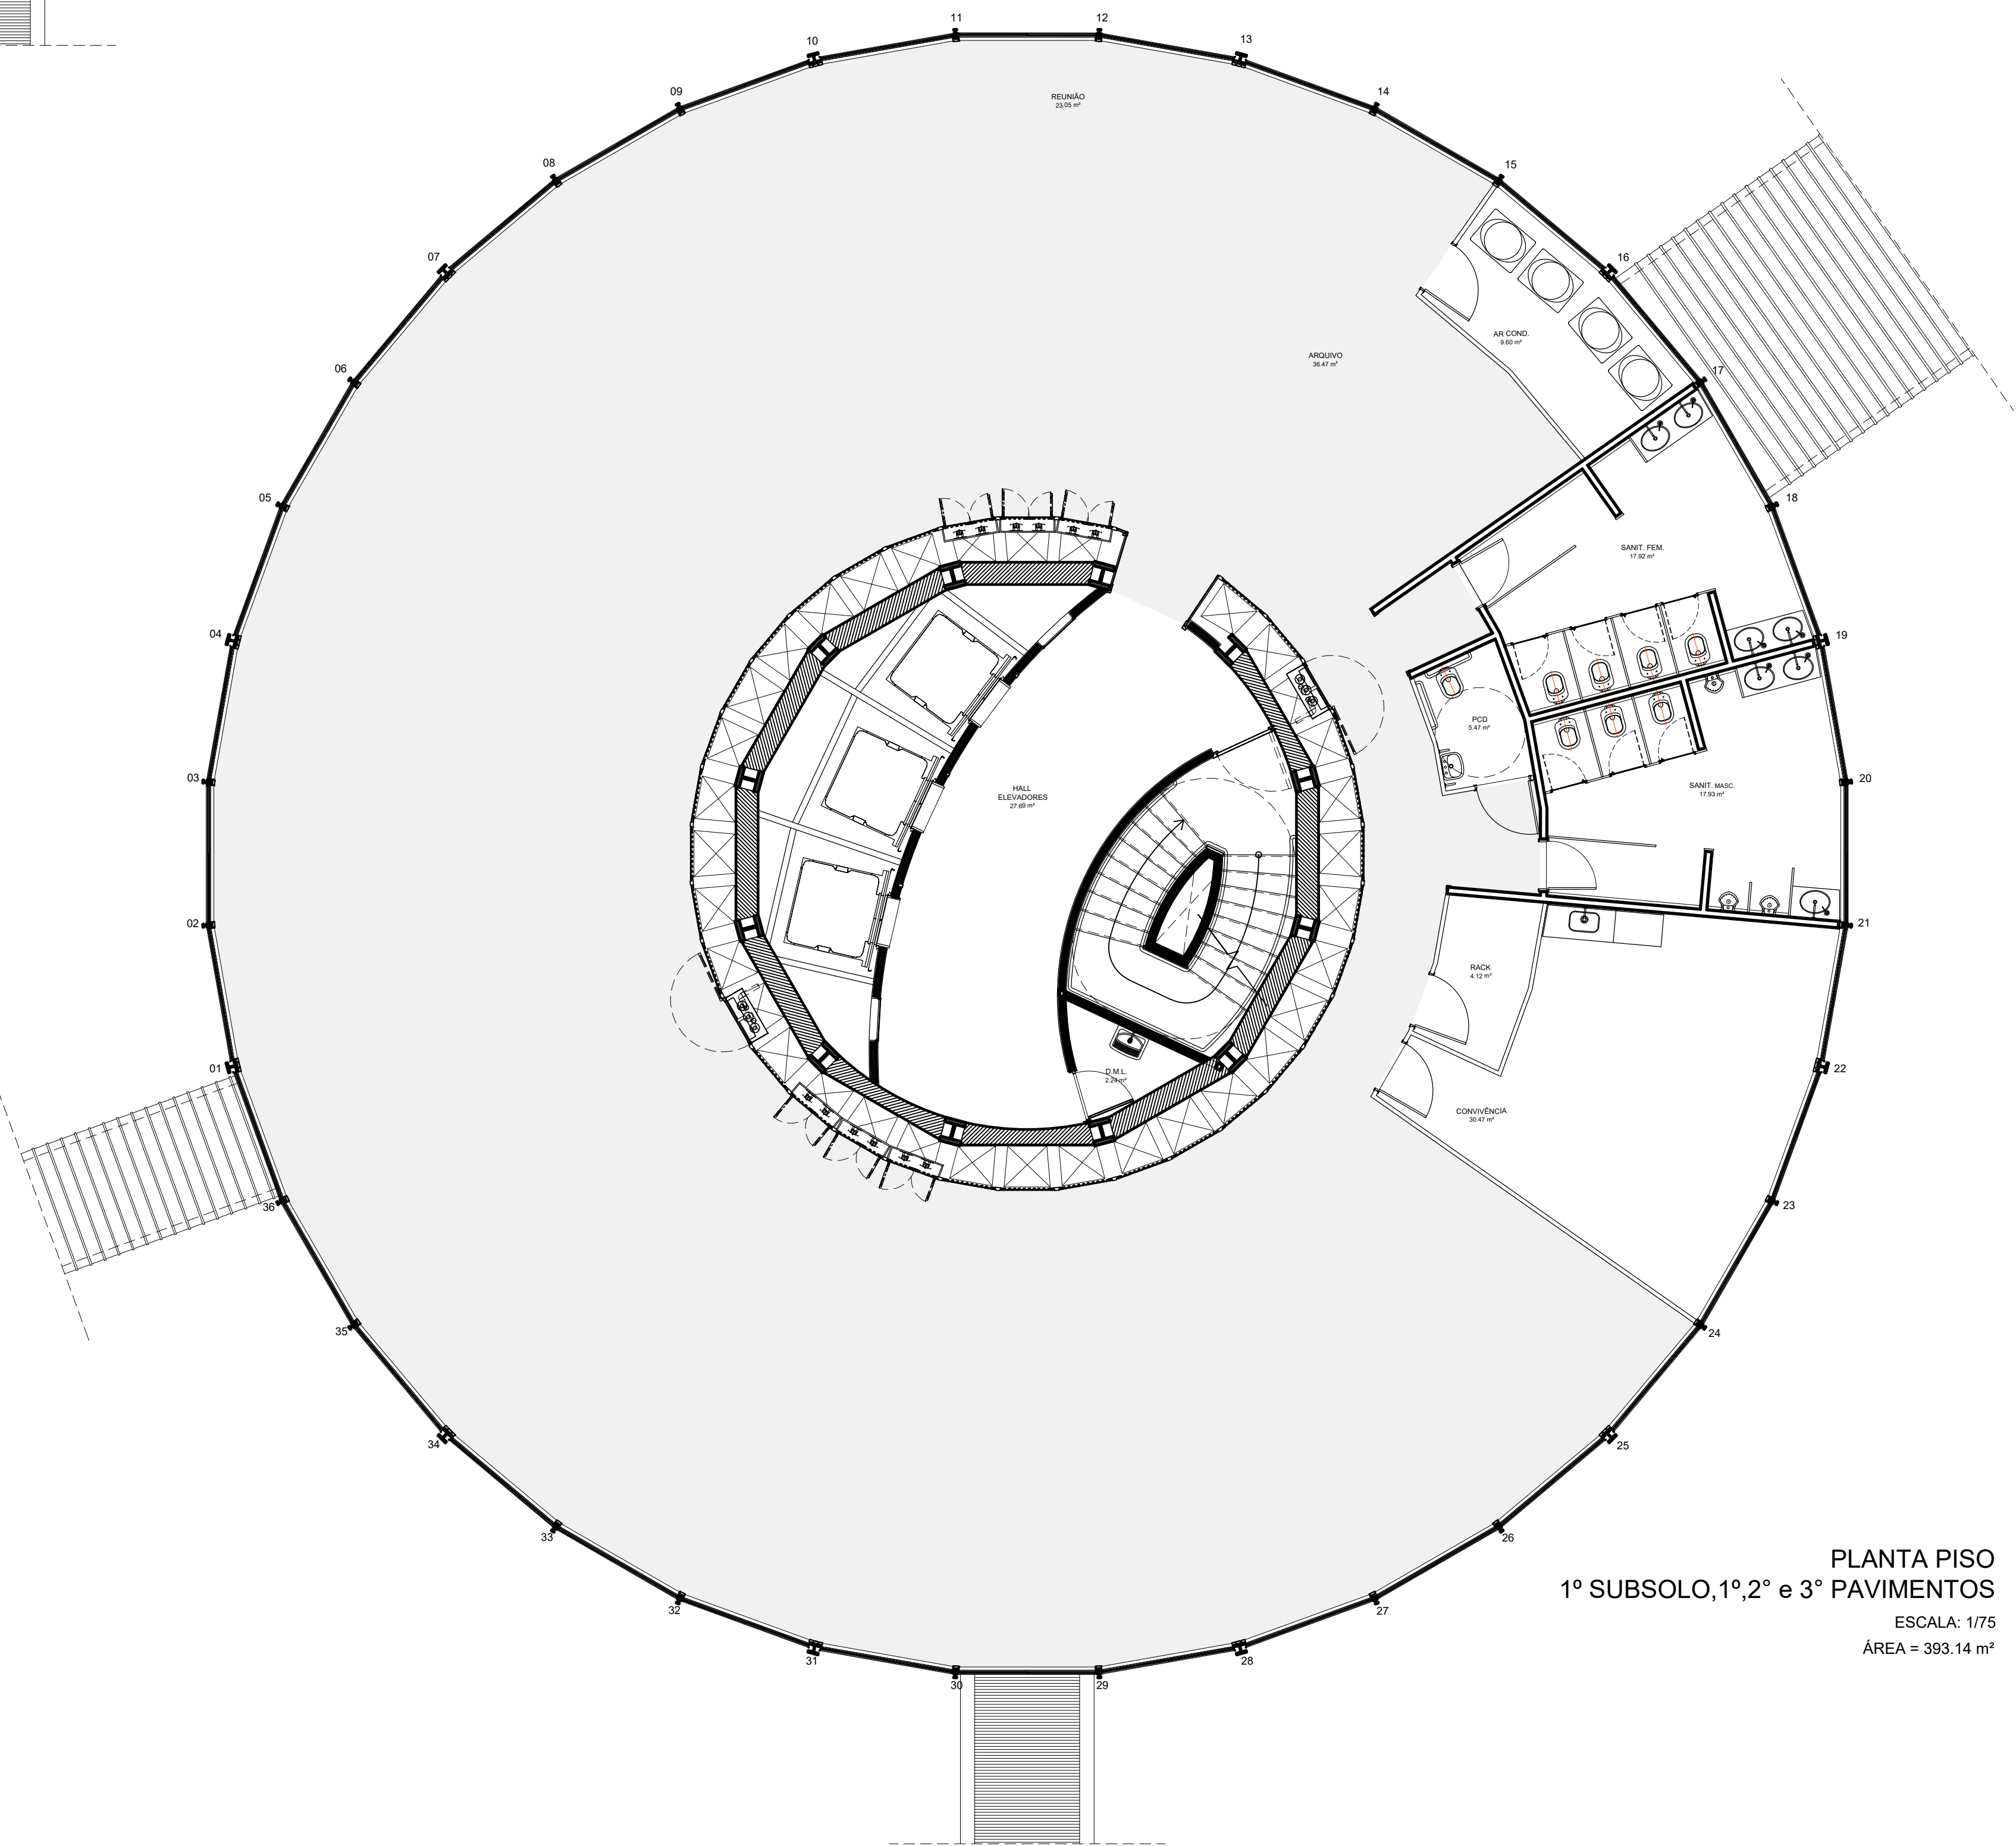 11
12
10
13
09
14
REUNIÃO
23.05 m²
08
15
07
16
AR COND.
9.60 m²
ARQUIVO
36.47 m²
06
17
05
18
SANIT. FEM.
17.92 m²
04
19
PCD
5.47 m²
03
20
HALL
ELEVADORES
27.69 m²
SANIT. MASC.
17.93 m²
02
21
RACK
4.12 m²
01
22
D.M.L.
2.24 m²
CONVIVÊNCIA
30.47 m²
36
23
35
24
34
25
33
26
PLANTA PISO
1º SUBSOLO,1º,2° e 3° PAVIMENTOS
ESCALA: 1/75
ÁREA = 393.14 m²
32
27
31
28
30
29